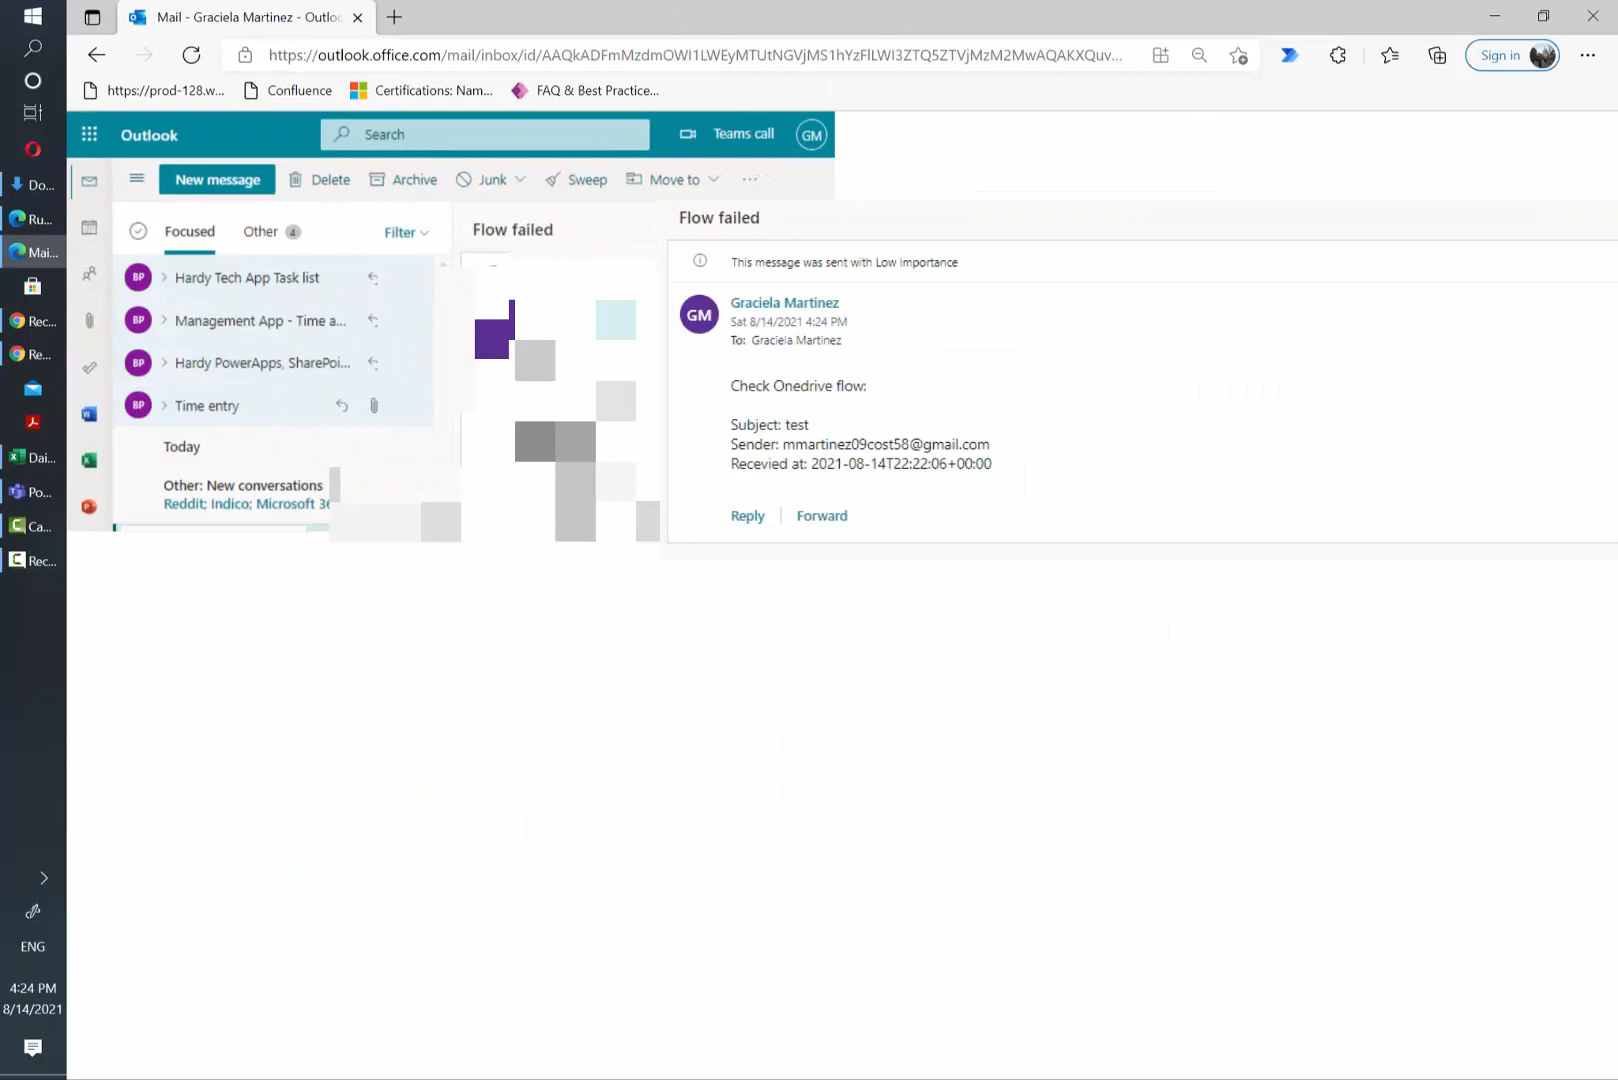 Mail - Graciela Martinez - Outlo
https://outlook.office.com/mail/inbox/id/AAQkADFmMzdmOWI1LWEyMTUtNGVjMS1hYzFlLWI3ZTQ5ZTVjMzM2MwAQAKXQuv...
Sign in
https://prod-128.w...
Confluence
Certifications: Nam...
FAQ & Best Practice...
Outlook
Search
Teams call
GM
New message
Delete
Archive
Junk
Sweep
Move to
Focused
Other 4
Filter
BP Hardy Tech App Task list
BP Management App - Time a...
BP Hardy PowerApps, SharePoi...
BP Time entry
Today
Other: New conversations
Reddit; Indico; Microsoft 36
Flow failed
Flow failed
This message was sent with Low importance
GM
Graciela Martinez
Sat 8/14/2021 4:24 PM
To: Graciela Martinez
Check Onedrive flow:
Subject: test
Sender: mmartinez09cost58@gmail.com
Recevied at: 2021-08-14T22:22:06+00:00
Reply
Forward
Do...
Ru...
Mai...
Rec...
Re...
Dai...
Po...
Ca...
Rec...
ENG
4:24 PM
8/14/2021